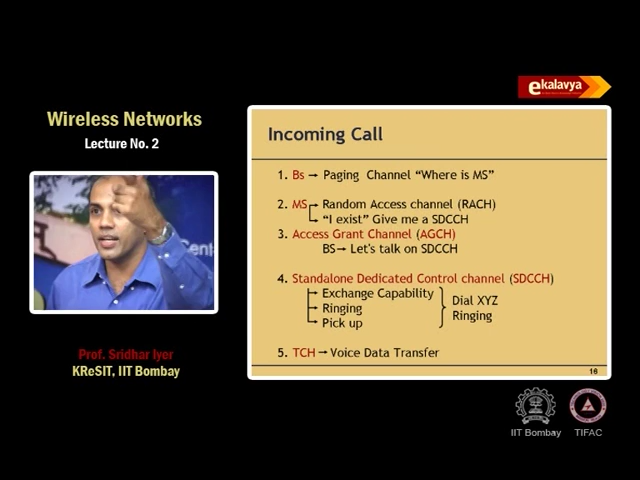 ekalavya
Wireless Networks
Lecture No. 2
Cent
Prof. Sridhar Iyer
KReSIT, IIT Bombay
Incoming Call
1. Bs → Paging Channel “Where is MS”
2. MS → Random Access channel (RACH)
→ “I exist” Give me a SDCCH
3. Access Grant Channel (AGCH)
BS → Let's talk on SDCCH
4. Standalone Dedicated Control channel (SDCCH)
→ Exchange Capability
→ Ringing
→ Pick up
Dial XYZ
Ringing
5. TCH → Voice Data Transfer
16
IIT Bombay
TIFAC